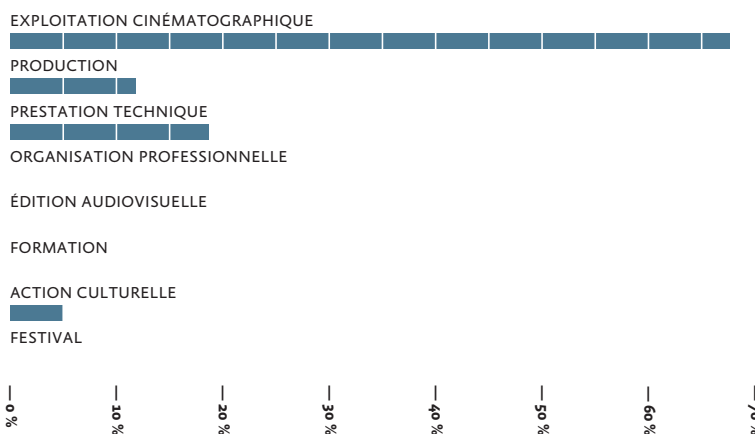 EXPLOITATION CINÉMATOGRAPHIQUE
PRODUCTION
PRESTATION TECHNIQUE
ORGANISATION PROFESSIONNELLE
ÉDITION AUDIOVISUELLE
FORMATION
ACTION CULTURELLE
FESTIVAL
0 %
10 %
20 %
30 %
40 %
50 %
60 %
70 %